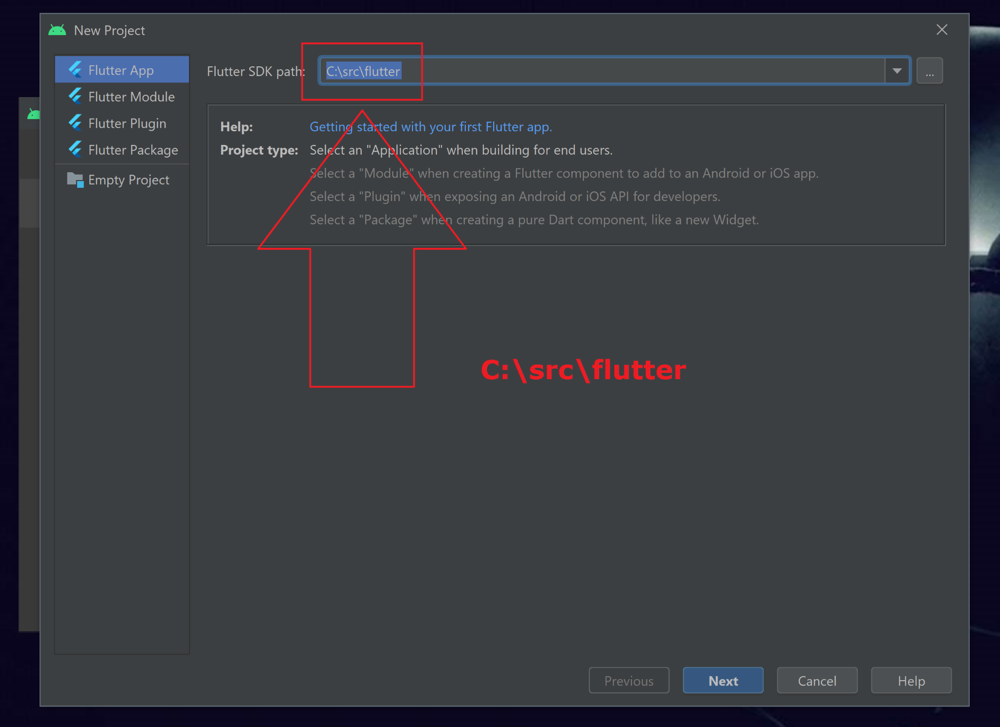 New Project
Flutter App
Flutter Module
Flutter Plugin
Flutter Package
Empty Project
Flutter SDK path: C:\src\flutter ...
Help: Getting started with your first Flutter app.
Project type: Select an "Application" when building for end users.
Select a "Module" when creating a Flutter component to add to an Android or iOS app.
Select a "Plugin" when exposing an Android or iOS API for developers.
Select a "Package" when creating a pure Dart component, like a new Widget.
C:\src\flutter
Previous Next Cancel Help